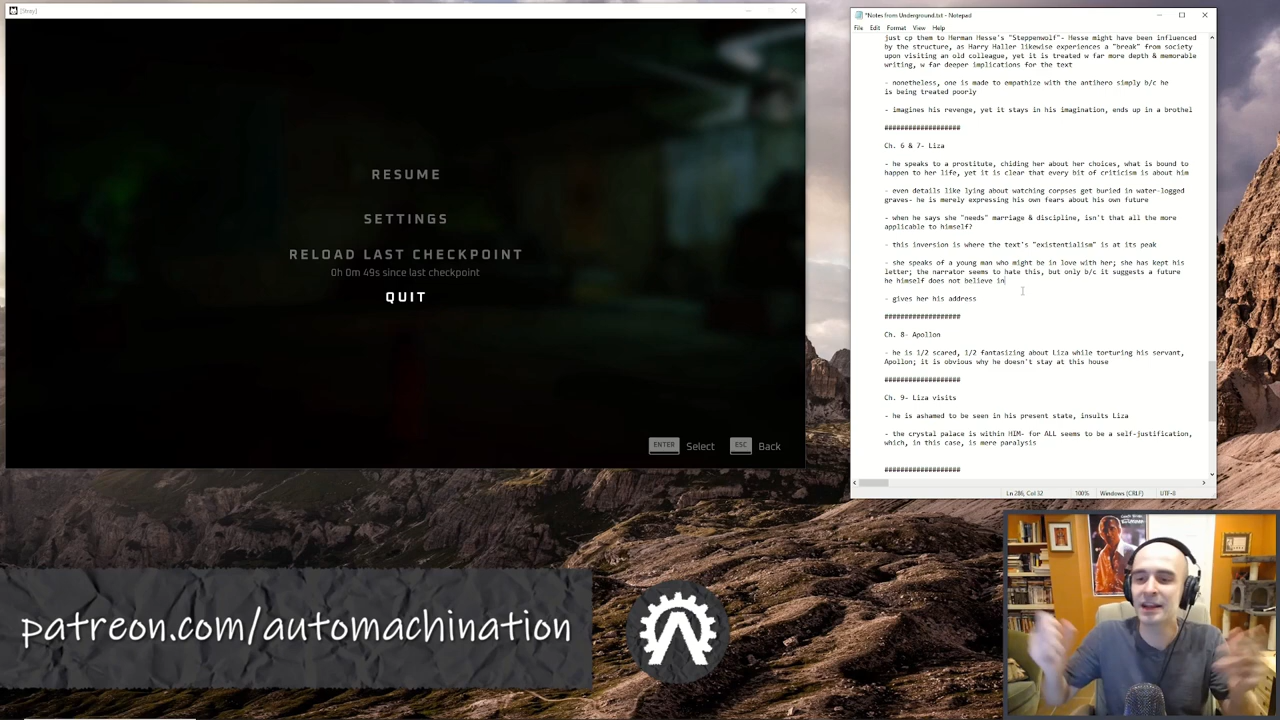 [Stray]
RESUME
SETTINGS
RELOAD LAST CHECKPOINT
0h 0m 49s since last checkpoint
QUIT
ENTER Select ESC Back
*Notes from Underground.txt - Notepad
File Edit Format View Help
just cp them to Herman Hesse's "Steppenwolf"- Hesse might have been influenced
by the structure, as Harry Haller likewise experiences a "break" from society
upon visiting an old colleague, yet it is treated w far more depth & memorable
writing, w far deeper implications for the text
- nonetheless, one is made to empathize with the antihero simply b/c he
is being treated poorly
- imagines his revenge, yet it stays in his imagination, ends up in a brothel
###################
Ch. 6 & 7- Liza
- he speaks to a prostitute, chiding her about her choices, what is bound to
happen to her life, yet it is clear that every bit of criticism is about him
- even details like lying about watching corpses get buried in water-logged
graves- he is merely expressing his own fears about his own future
- when he says she "needs" marriage & discipline, isn't that all the more
applicable to himself?
- this inversion is where the text's "existentialism" is at its peak
- she speaks of a young man who might be in love with her; she has kept his
letter; the narrator seems to hate this, but only b/c it suggests a future
he himself does not believe in
- gives her his address
###################
Ch. 8- Apollon
- he is 1/2 scared, 1/2 fantasizing about Liza while torturing his servant,
Apollon; it is obvious why he doesn't stay at this house
###################
Ch. 9- Liza visits
- he is ashamed to be seen in his present state, insults Liza
- the crystal palace is within HIM- for ALL seems to be a self-justification,
which, in this case, is mere paralysis
###################
Ln 286, Col 32 100% Windows (CRLF) UTF-8
patreon.com/automachination